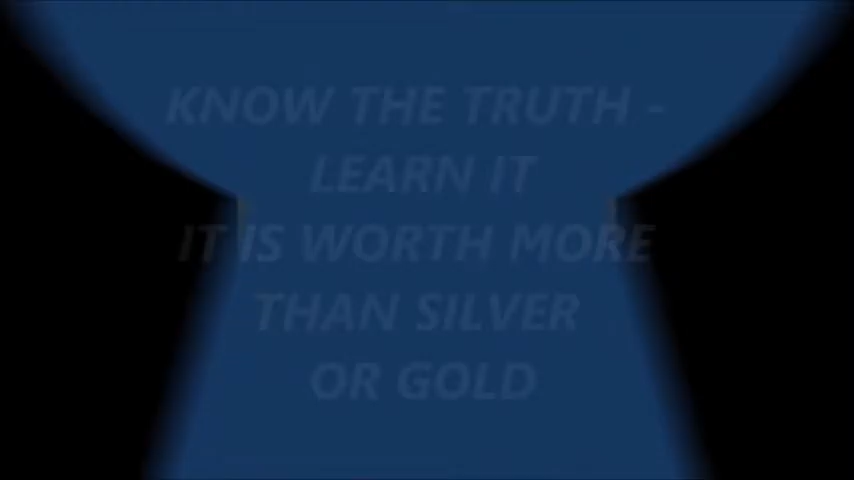 KNOW THE TRUTH -
LEARN IT
IT IS WORTH MORE
THAN SILVER
OR GOLD